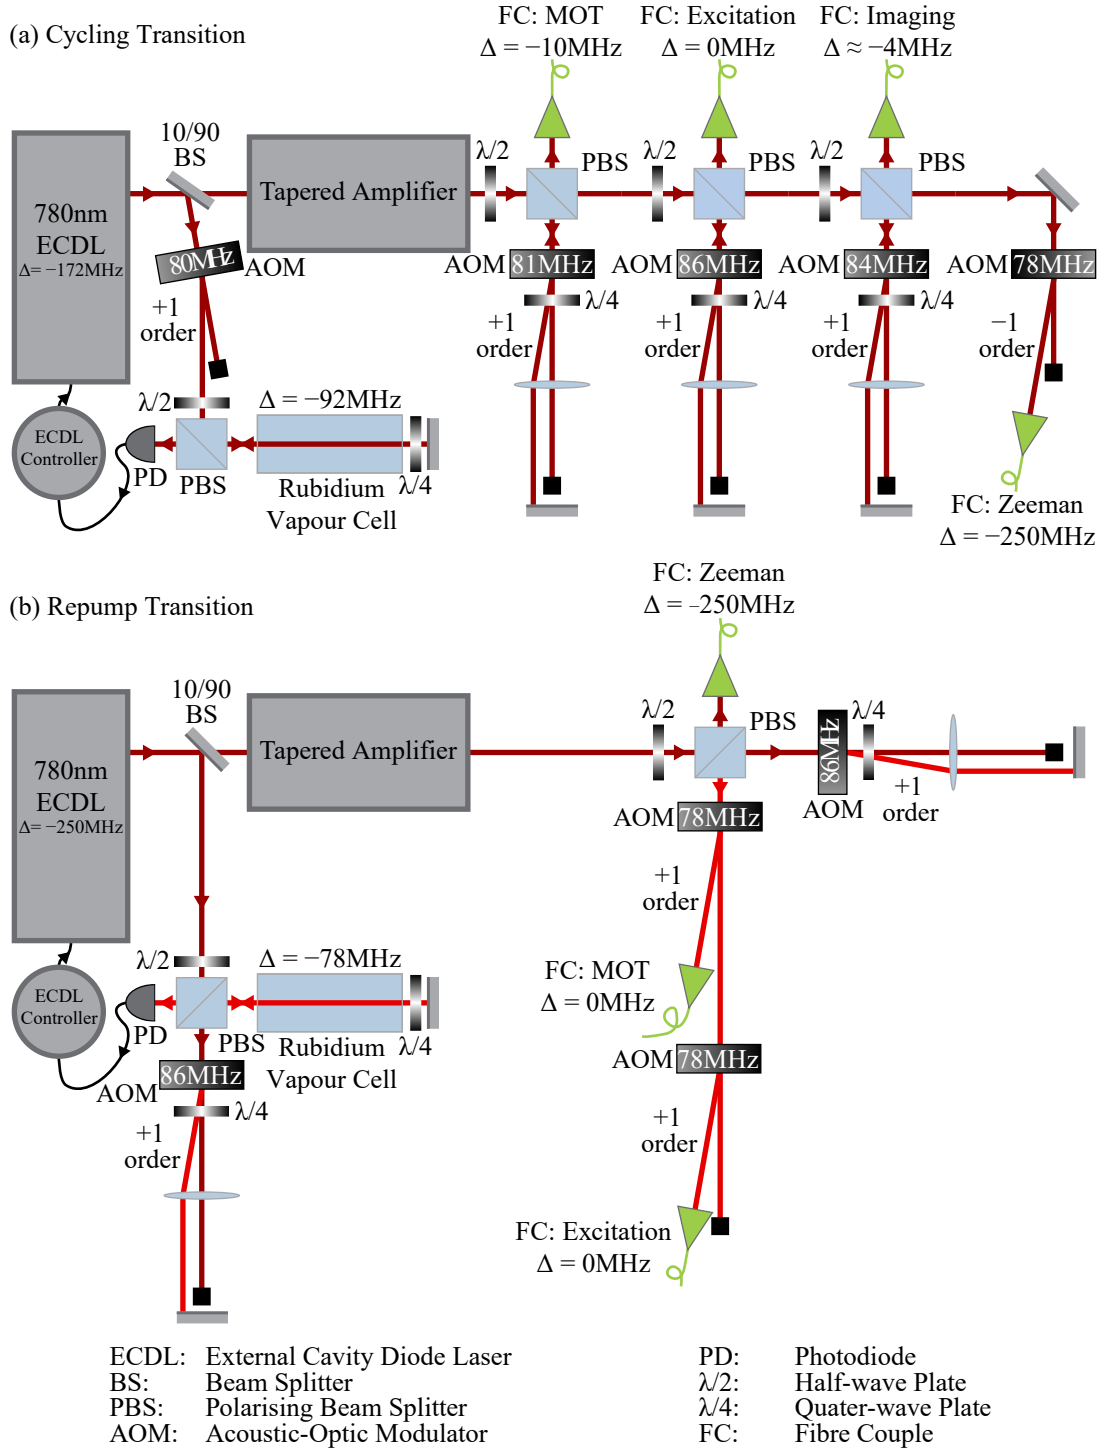 (a) Cycling Transition
FC: MOT
Δ = −10MHz
FC: Excitation
Δ = 0MHz
FC: Imaging
Δ ≈ −4MHz
10/90
BS
780nm
ECDL
Δ= −172MHz
Tapered Amplifier
λ/2
PBS
λ/2
PBS
λ/2
PBS
80MHz
AOM
AOM
81MHz
AOM
86MHz
AOM
84MHz
AOM
78MHz
+1
order
λ/4
+1
order
λ/4
+1
order
λ/4
+1
order
−1
order
λ/2
Δ = −92MHz
ECDL
Controller
PD
PBS
Rubidium
Vapour Cell
λ/4
FC: Zeeman
Δ = −250MHz
(b) Repump Transition
FC: Zeeman
Δ = –250MHz
10/90
BS
780nm
ECDL
Δ= −250MHz
Tapered Amplifier
λ/2
PBS
86MHz
λ/4
AOM
+1
order
AOM
78MHz
+1
order
λ/2
Δ = −78MHz
FC: MOT
Δ = 0MHz
ECDL
Controller
PD
PBS
Rubidium
Vapour Cell
λ/4
AOM
86MHz
λ/4
+1
order
AOM
78MHz
+1
order
FC: Excitation
Δ = 0MHz
ECDL: External Cavity Diode Laser
BS: Beam Splitter
PBS: Polarising Beam Splitter
AOM: Acoustic-Optic Modulator
PD: Photodiode
λ/2: Half-wave Plate
λ/4: Quater-wave Plate
FC: Fibre Couple